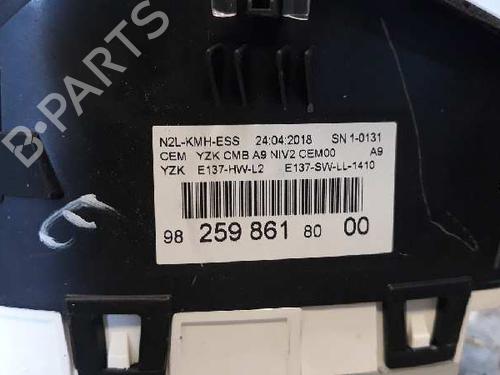 N2L-KMH-ESS 24:04:2018 SN 1-0131
CEM YZK CMB A9 NIV2 CEM00 A9
YZK E137-HW-L2 E137-SW-LL-1410
98 259 861 80 00
B-PARTS